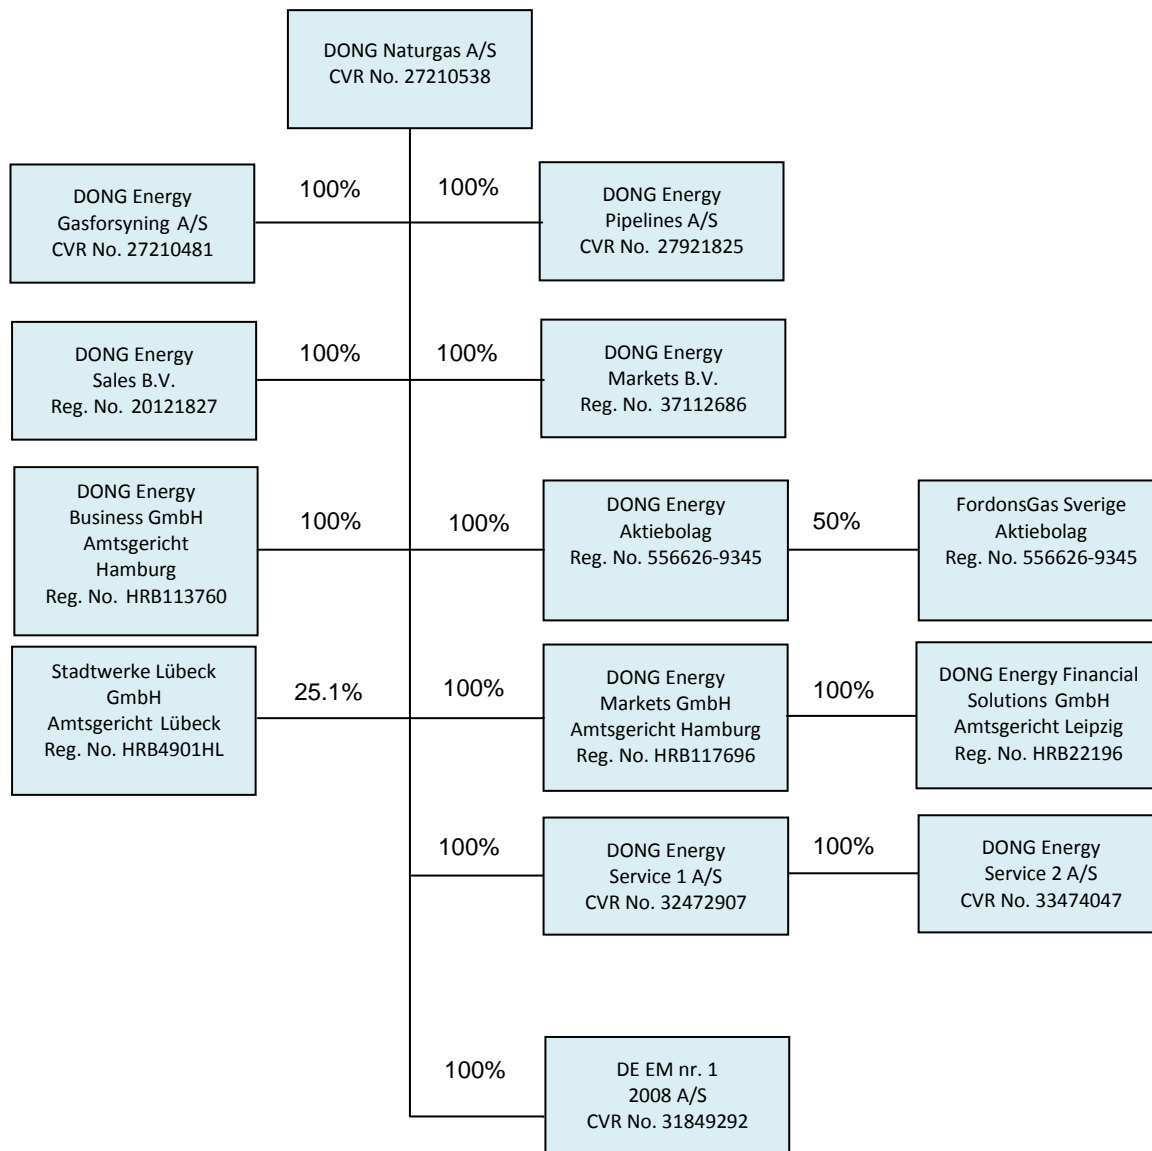 DONG Naturgas A/S
CVR No. 27210538
DONG Energy
Gasforsyning A/S
CVR No. 27210481
100%
100%
DONG Energy
Pipelines A/S
CVR No. 27921825
DONG Energy
Sales B.V.
Reg. No. 20121827
100%
100%
DONG Energy
Markets B.V.
Reg. No. 37112686
DONG Energy
Business GmbH
Amtsgericht
Hamburg
Reg. No. HRB113760
100%
100%
DONG Energy
Aktiebolag
Reg. No. 556626-9345
50%
FordonsGas Sverige
Aktiebolag
Reg. No. 556626-9345
Stadtwerke Lübeck
GmbH
Amtsgericht Lübeck
Reg. No. HRB4901HL
25.1%
100%
DONG Energy
Markets GmbH
Amtsgericht Hamburg
Reg. No. HRB117696
100%
DONG Energy Financial
Solutions GmbH
Amtsgericht Leipzig
Reg. No. HRB22196
100%
DONG Energy
Service 1 A/S
CVR No. 32472907
100%
DONG Energy
Service 2 A/S
CVR No. 33474047
100%
DE EM nr. 1
2008 A/S
CVR No. 31849292